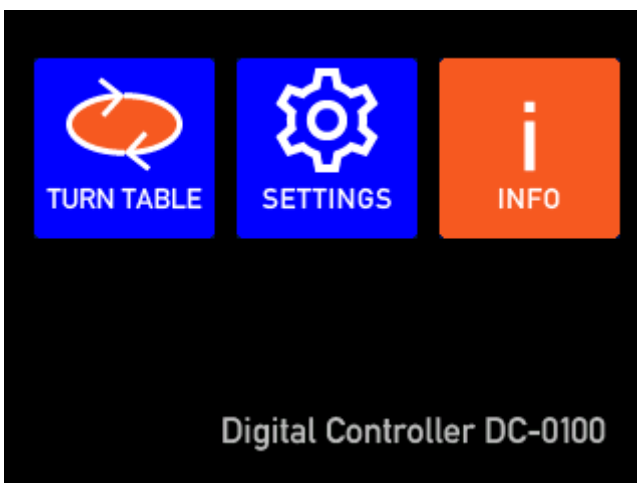 TURN TABLE
SETTINGS
i
INFO
Digital Controller DC-0100